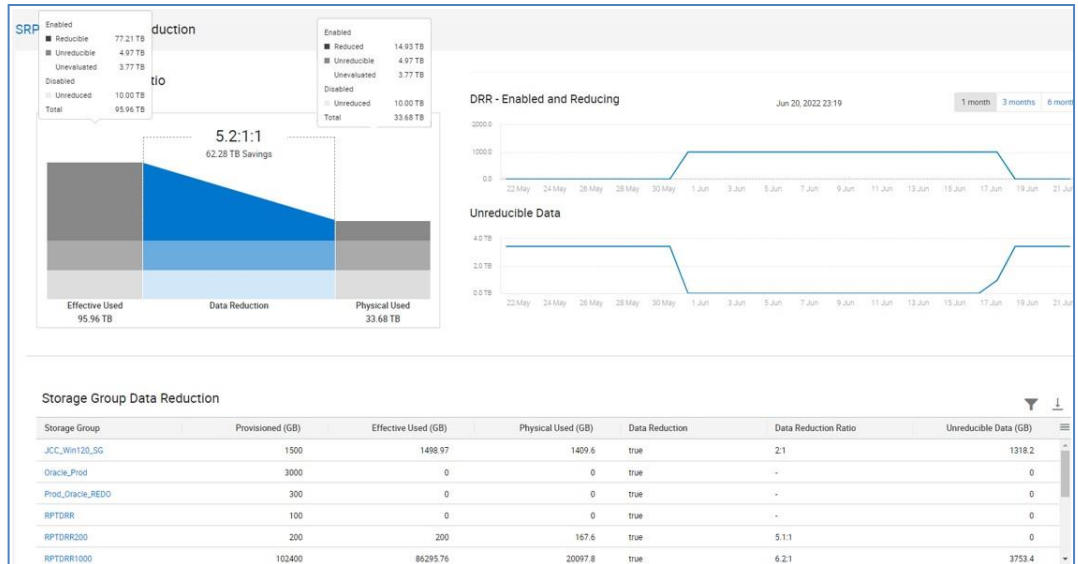 SRP
duction
Enabled
Reducible 77.21 TB
Unreducible 4.97 TB
Unevaluated 3.77 TB
Disabled
Unreduced 10.00 TB
Total 95.96 TB
Enabled
Reduced 14.93 TB
Unreducible 4.97 TB
Unevaluated 3.77 TB
Disabled
Unreduced 10.00 TB
Total 33.68 TB
tio
5.2:1:1
62.28 TB Savings
Effective Used
95.96 TB
Data Reduction
Physical Used
33.68 TB
DRR - Enabled and Reducing
Jun 20, 2022 23:19
1 month 3 months 6 mont
2000.0
1000.0
0.0
22 May 24 May 26 May 28 May 30 May 1 Jun 3 Jun 5 Jun 7 Jun 9 Jun 11 Jun 13 Jun 15 Jun 17 Jun 19 Jun 21 Jun
Unreducible Data
4.0 TB
2.0 TB
0.0 TB
22 May 24 May 26 May 28 May 30 May 1 Jun 3 Jun 5 Jun 7 Jun 9 Jun 11 Jun 13 Jun 15 Jun 17 Jun 19 Jun 21 Jun
Storage Group Data Reduction
Storage Group Provisioned (GB) Effective Used (GB) Physical Used (GB) Data Reduction Data Reduction Ratio Unreducible Data (GB)
JCC_Win120_SG 1500 1498.97 1409.6 true 2:1 1318.2
Oracle_Prod 3000 0 0 true - 0
Prod_Oracle_REDO 300 0 0 true - 0
RPTDRR 100 0 0 true - 0
RPTDRR200 200 200 167.6 true 5.1:1 0
RPTDRR1000 102400 86295.76 20097.8 true 6.2:1 3753.4